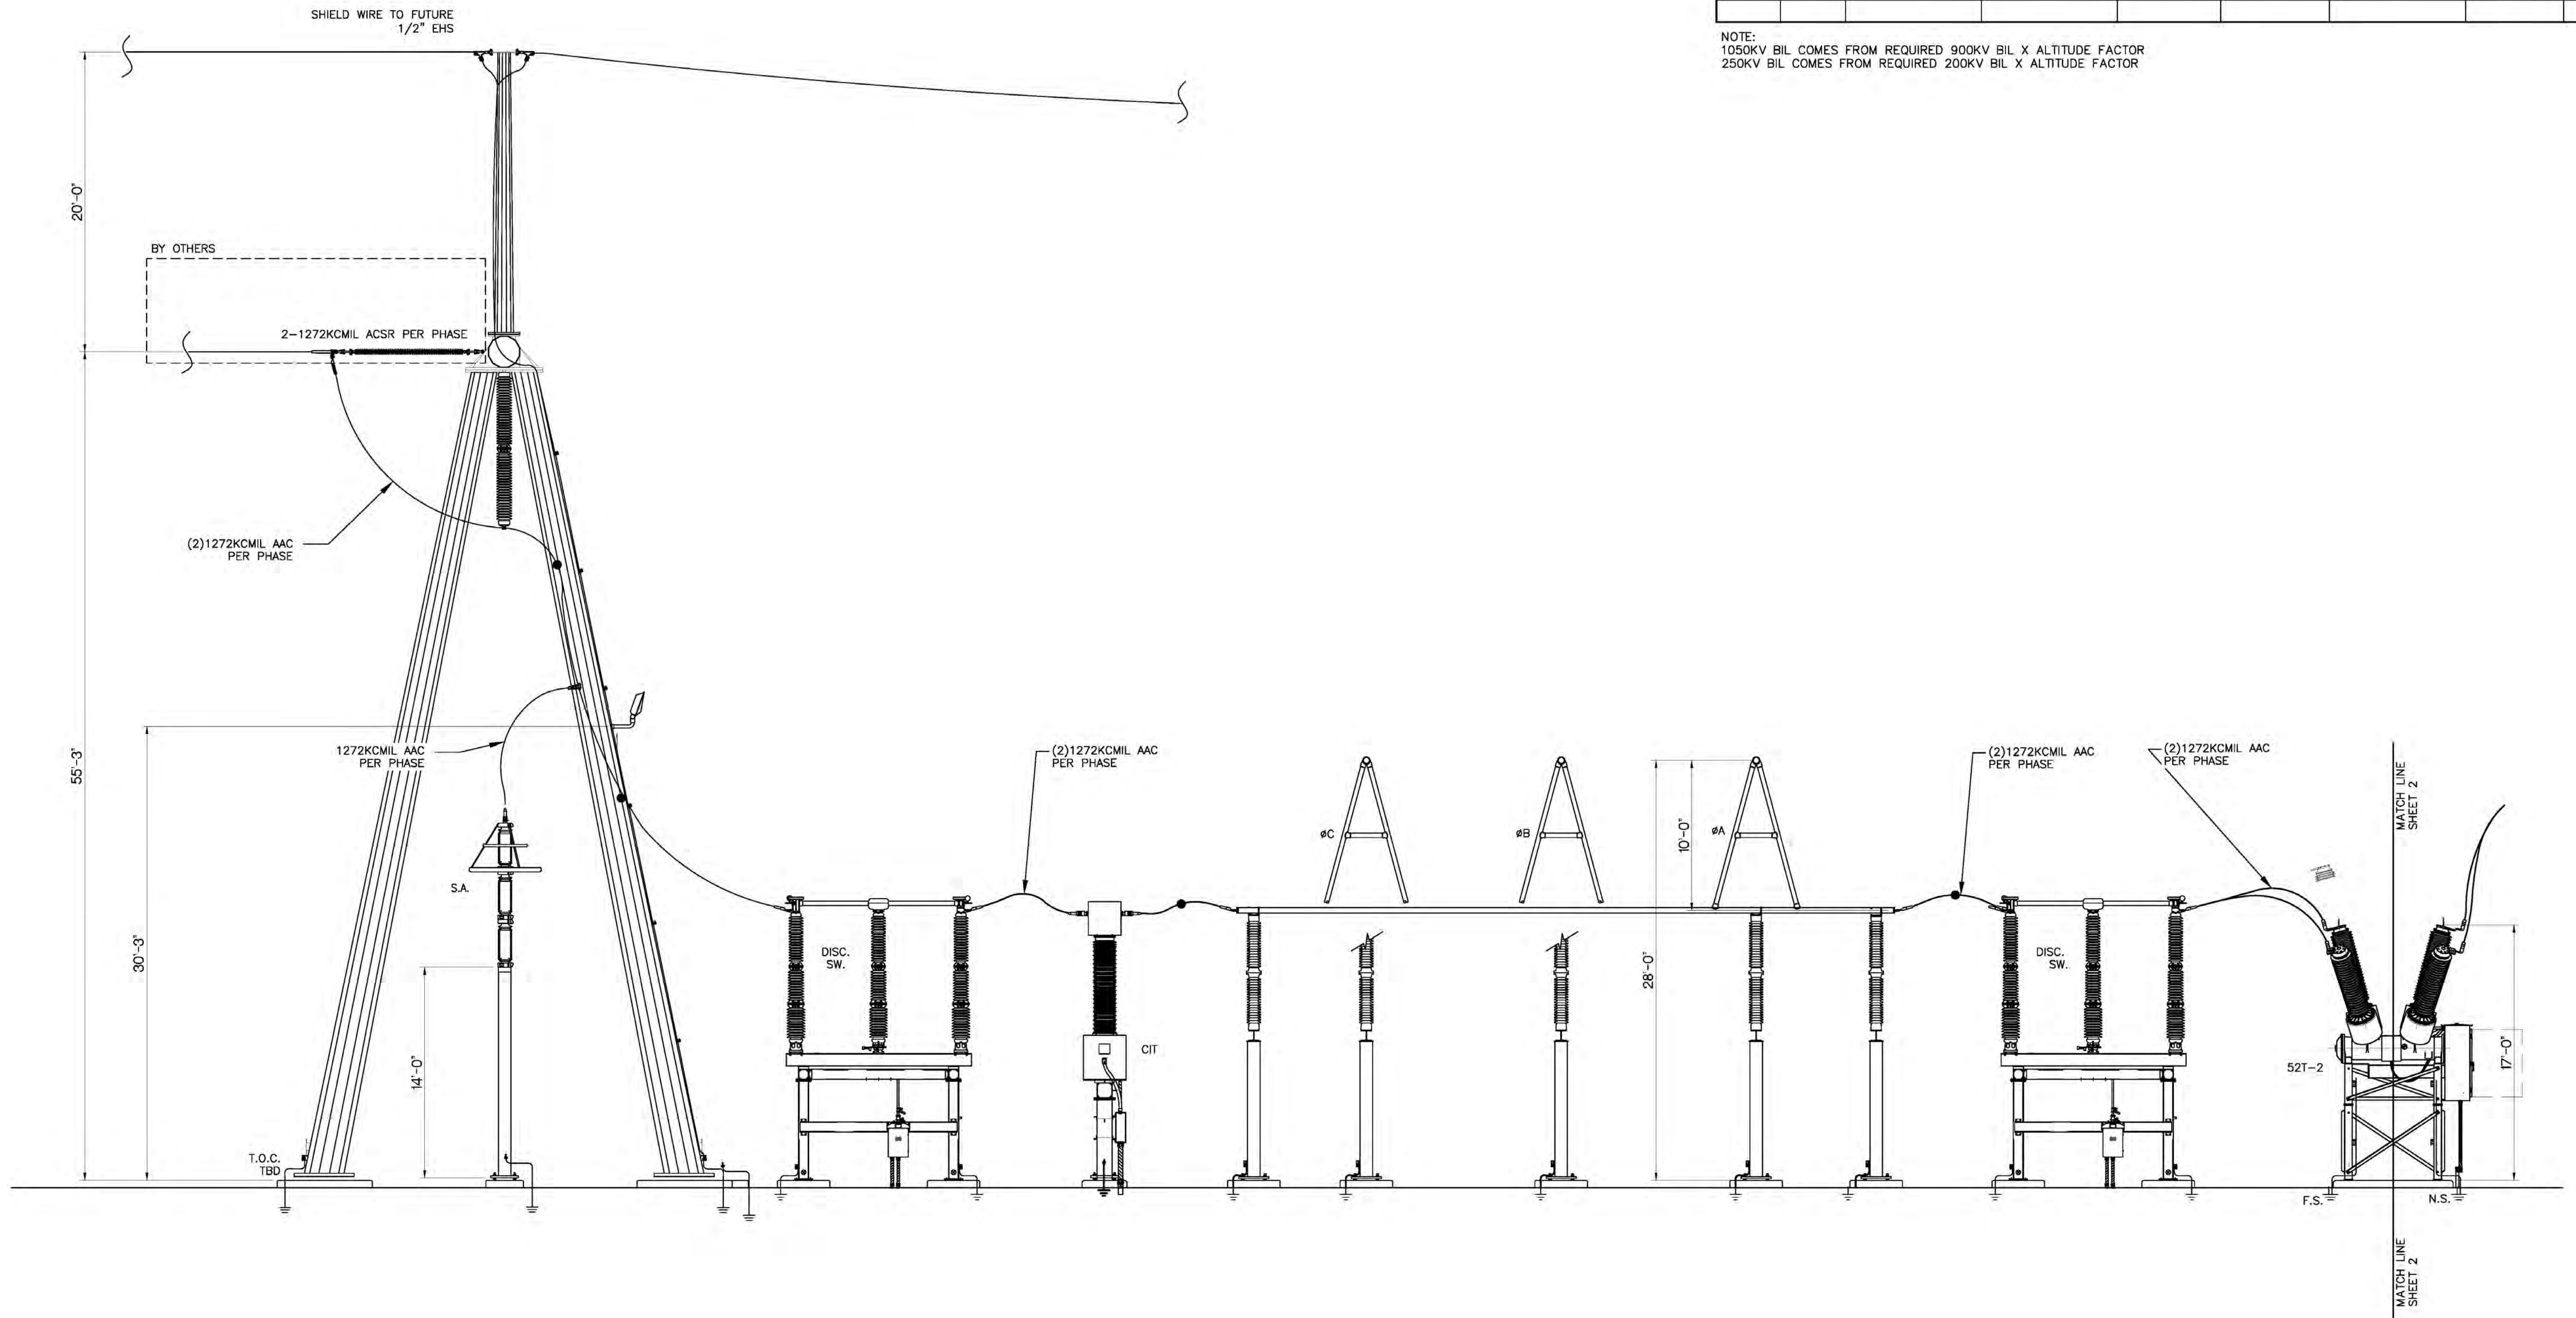 SHIELD WIRE TO FUTURE
1/2" EHS
NOTE:
1050KV BIL COMES FROM REQUIRED 900KV BIL X ALTITUDE FACTOR
250KV BIL COMES FROM REQUIRED 200KV BIL X ALTITUDE FACTOR
20'-0"
BY OTHERS
2-1272KCMIL ACSR PER PHASE
(2)1272KCMIL AAC
PER PHASE
55'-3"
1272KCMIL AAC
PER PHASE
(2)1272KCMIL AAC
PER PHASE
(2)1272KCMIL AAC
PER PHASE
(2)1272KCMIL AAC
PER PHASE
MATCH LINE
SHEET 2
øC
øB
øA
10'-0"
S.A.
30'-3"
DISC.
SW.
28'-0"
DISC.
SW.
CIT
14'-0"
52T-2
17'-0"
T.O.C.
TBD
F.S.
N.S.
MATCH LINE
SHEET 2